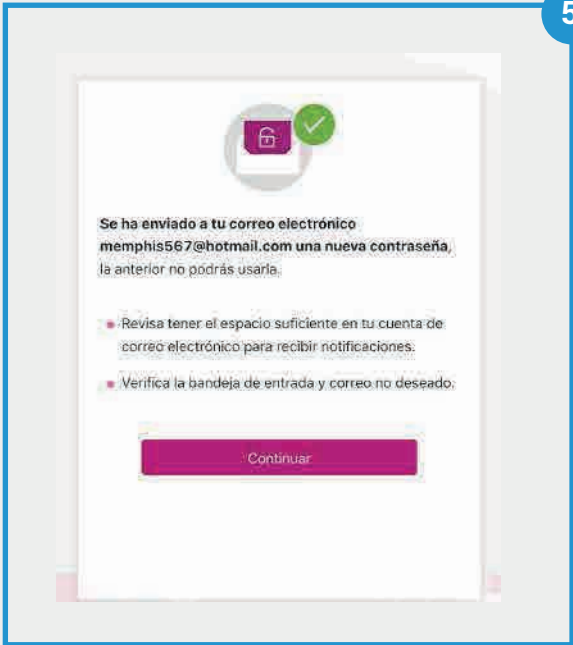 5
Se ha enviado a tu correo electrónico
memphis567@hotmail.com una nueva contraseña,
la anterior no podrás usarla.
Revisa tener el espacio suficiente en tu cuenta de
correo electrónico para recibir notificaciones.
Verifica la bandeja de entrada y correo no deseado.
Continuar